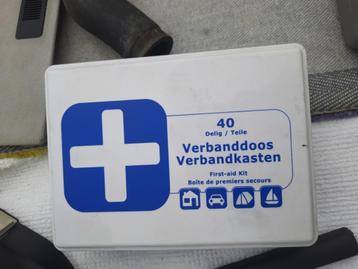 40
Delig / Teile
Verbanddoos
Verbandkasten
First-aid Kit
Boîte de premiers secours